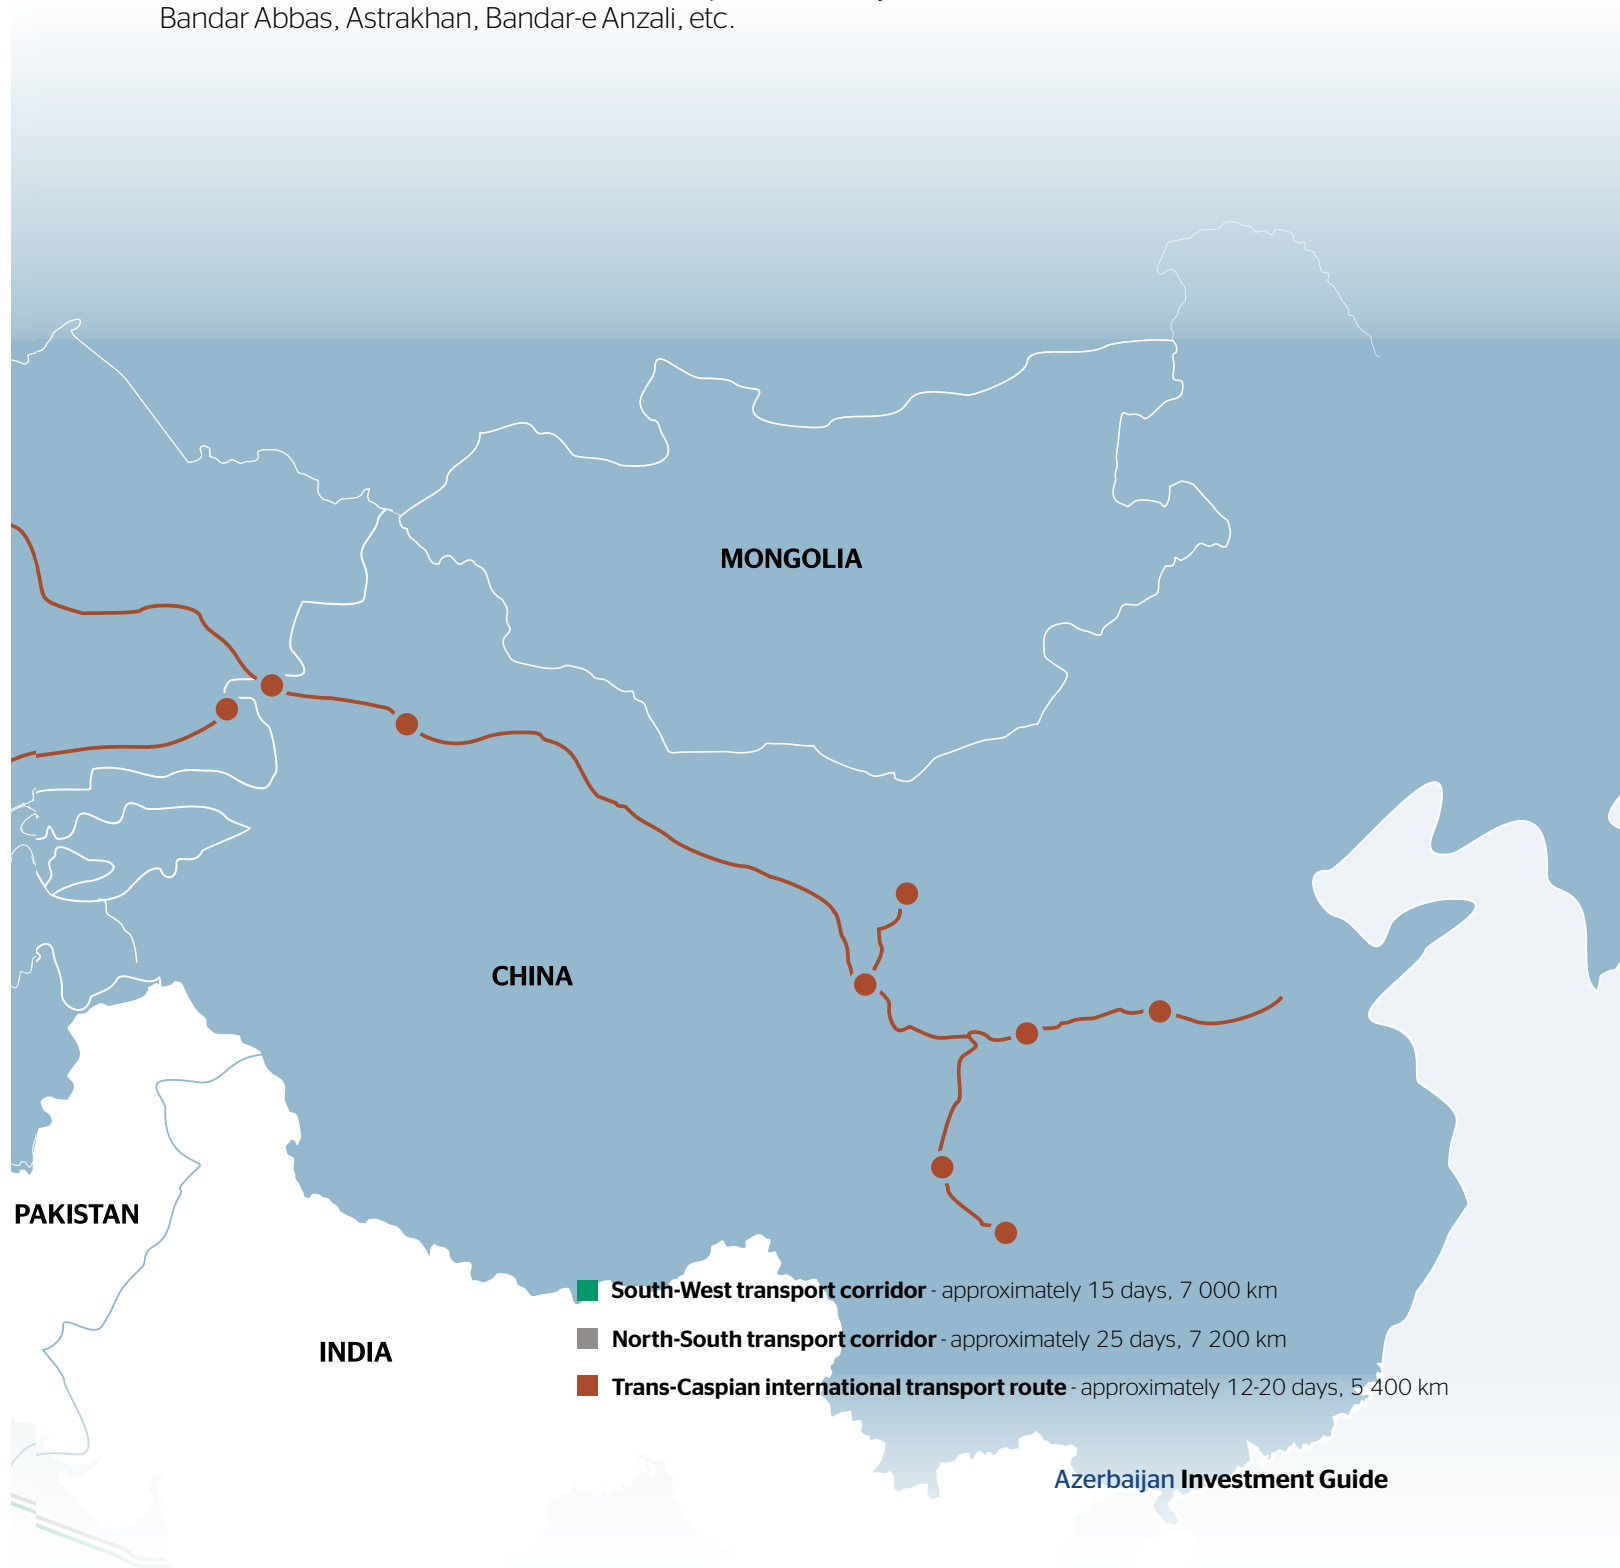 Bandar Abbas, Astrakhan, Bandar-e Anzali, etc.
MONGOLIA
CHINA
PAKISTAN
INDIA
South-West transport corridor - approximately 15 days, 7 000 km
North-South transport corridor - approximately 25 days, 7 200 km
Trans-Caspian international transport route - approximately 12-20 days, 5 400 km
Azerbaijan Investment Guide